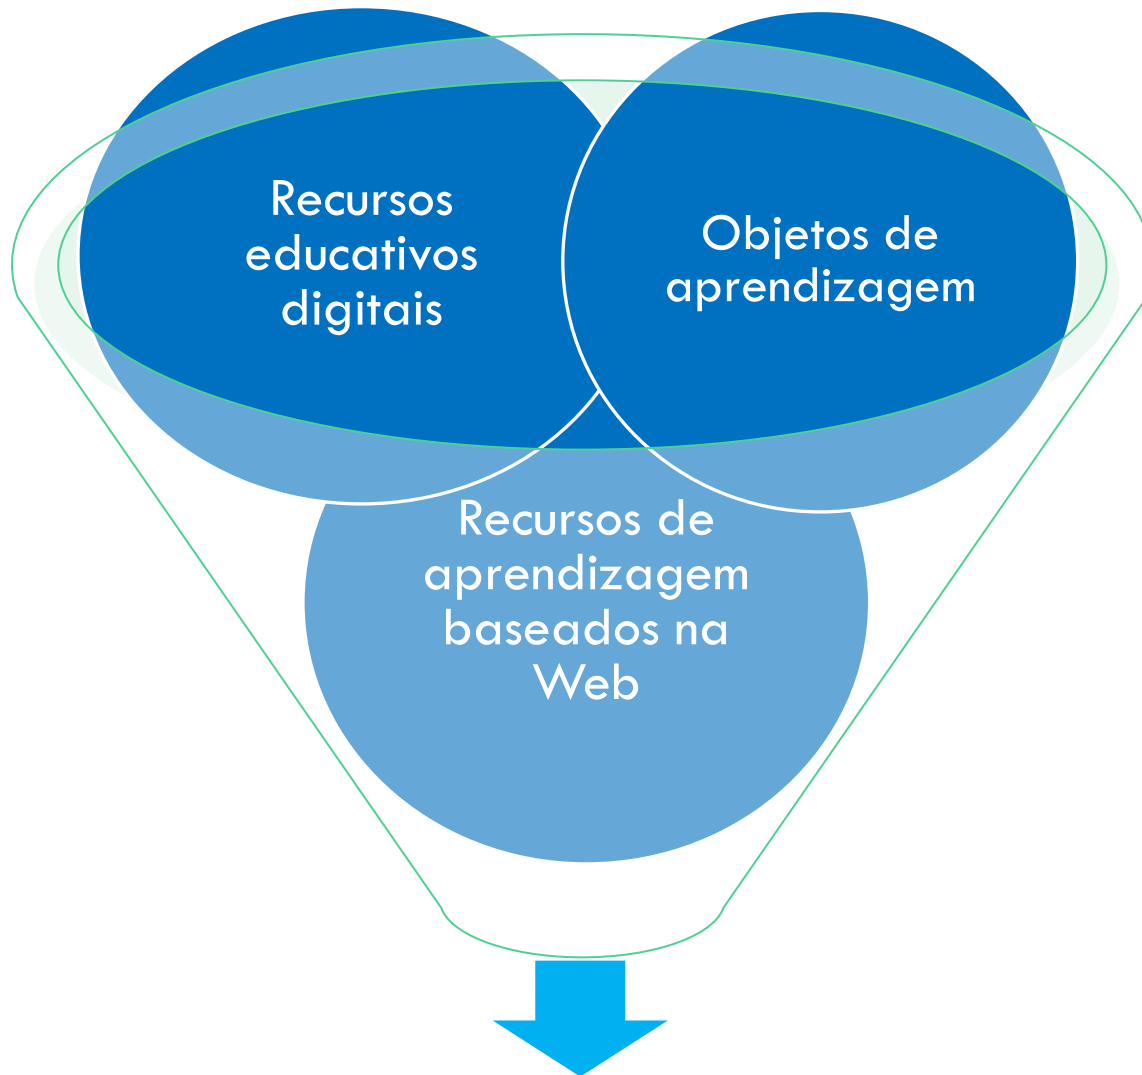 Recursos
educativos
digitais
Objetos de
aprendizagem
Recursos de
aprendizagem
baseados na
Web